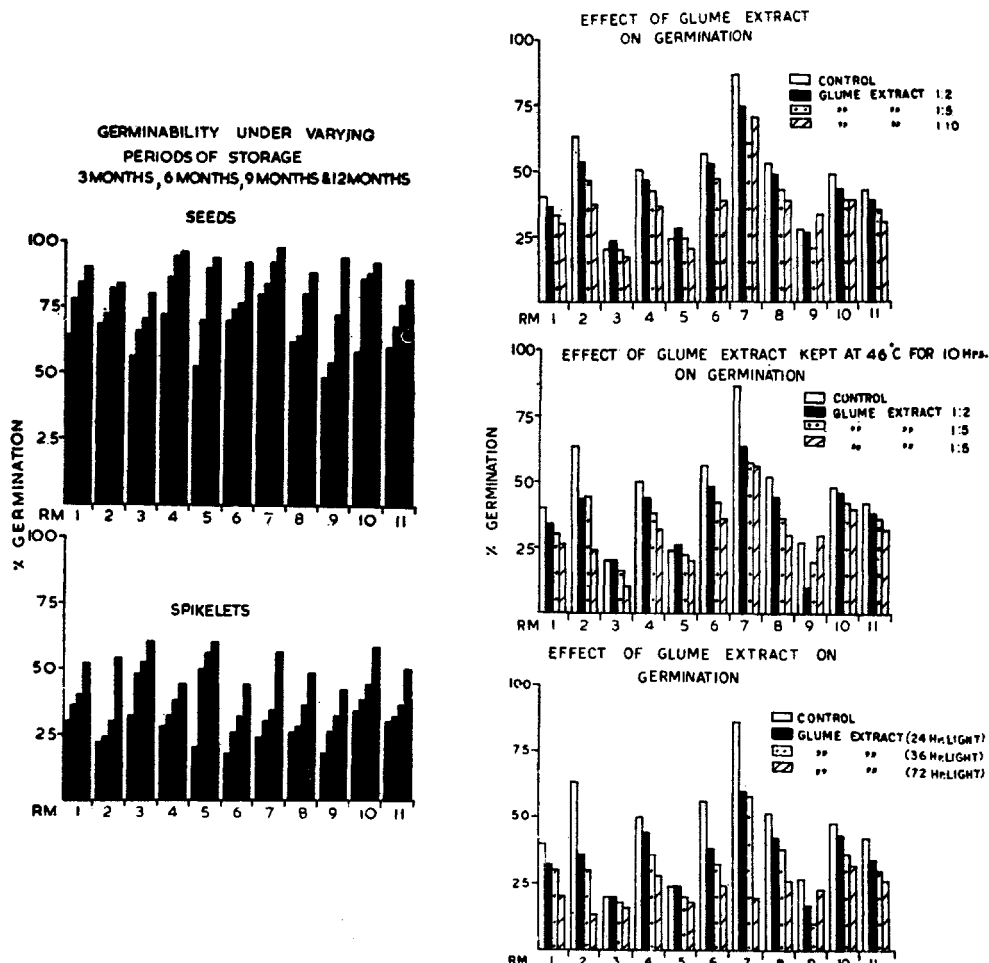 GERMINABILITY UNDER VARYING
PERIODS OF STORAGE
3 MONTHS, 6 MONTHS, 9 MONTHS & 12 MONTHS
SEEDS
100
75
50
25
RM 1 2 3 4 5 6 7 8 9 10 11
% GERMINATION
100
75
SPIKELETS
50
25
RM 1 2 3 4 5 6 7 8 9 10 11
EFFECT OF GLUME EXTRACT
ON GERMINATION
100
75
50
25
CONTROL
GLUME EXTRACT 1:2
,, ,, 1:5
,, ,, 1:10
RM 1 2 3 4 5 6 7 8 9 10 11
EFFECT OF GLUME EXTRACT KEPT AT 46°C FOR 10 Hrs.
ON GERMINATION
100
75
50
25
CONTROL
GLUME EXTRACT 1:2
,, ,, 1:5
,, ,, 1:5
% GERMINATION
RM 1 2 3 4 5 6 7 8 9 10 11
EFFECT OF GLUME EXTRACT ON
GERMINATION
100
75
50
25
CONTROL
GLUME EXTRACT (24 Hr. LIGHT)
,, ,, (36 Hr. LIGHT)
,, ,, (72 Hr. LIGHT)
RM 1 2 3 4 5 6 7 8 9 10 11